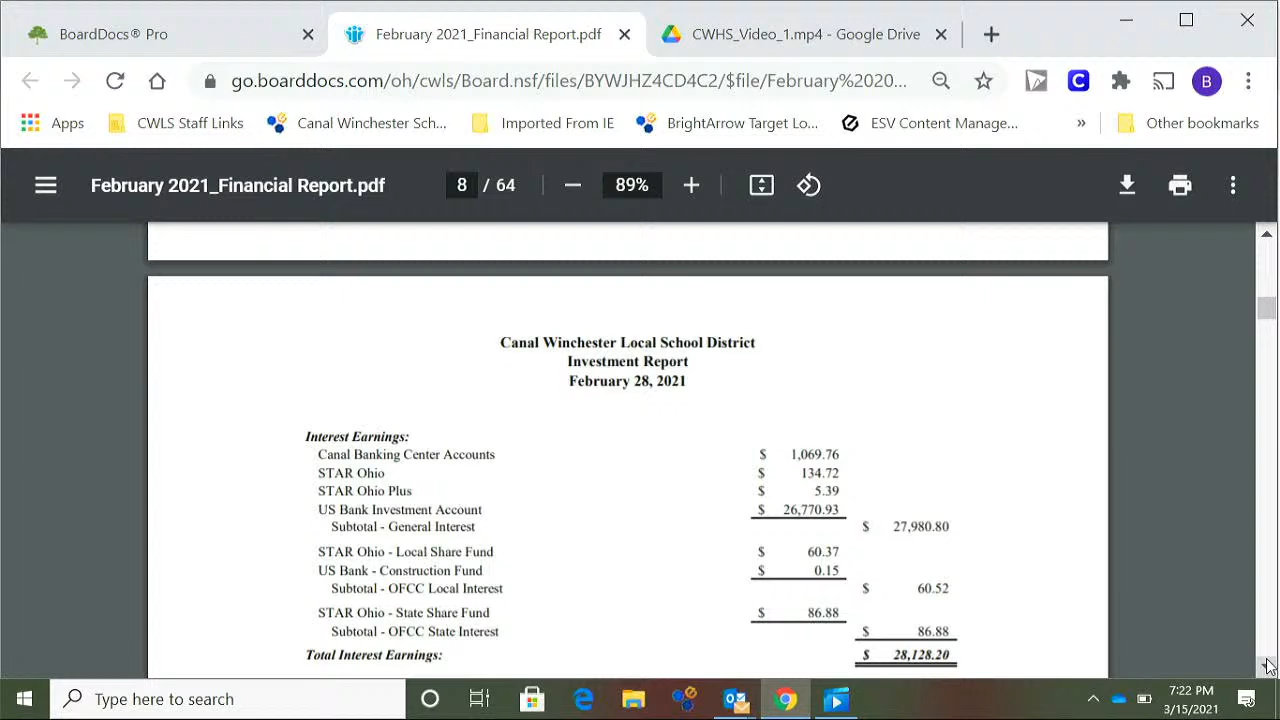 BoardDocs® Pro
February 2021_Financial Report.pdf
CWHS_Video_1.mp4 - Google Drive
go.boarddocs.com/oh/cwls/Board.nsf/files/BYWJHZ4CD4C2/$file/February%2020...
B
Apps
CWLS Staff Links
Canal Winchester Sch...
Imported From IE
BrightArrow Target Lo...
ESV Content Manage...
»
Other bookmarks
February 2021_Financial Report.pdf
8 / 64
89%
Canal Winchester Local School District
Investment Report
February 28, 2021
Interest Earnings:
Canal Banking Center Accounts $ 1,069.76
STAR Ohio $ 134.72
STAR Ohio Plus $ 5.39
US Bank Investment Account $ 26,770.93
Subtotal - General Interest $ 27,980.80
STAR Ohio - Local Share Fund $ 60.37
US Bank - Construction Fund $ 0.15
Subtotal - OFCC Local Interest $ 60.52
STAR Ohio - State Share Fund $ 86.88
Subtotal - OFCC State Interest $ 86.88
Total Interest Earnings: $ 28,128.20
Type here to search
7:22 PM
3/15/2021